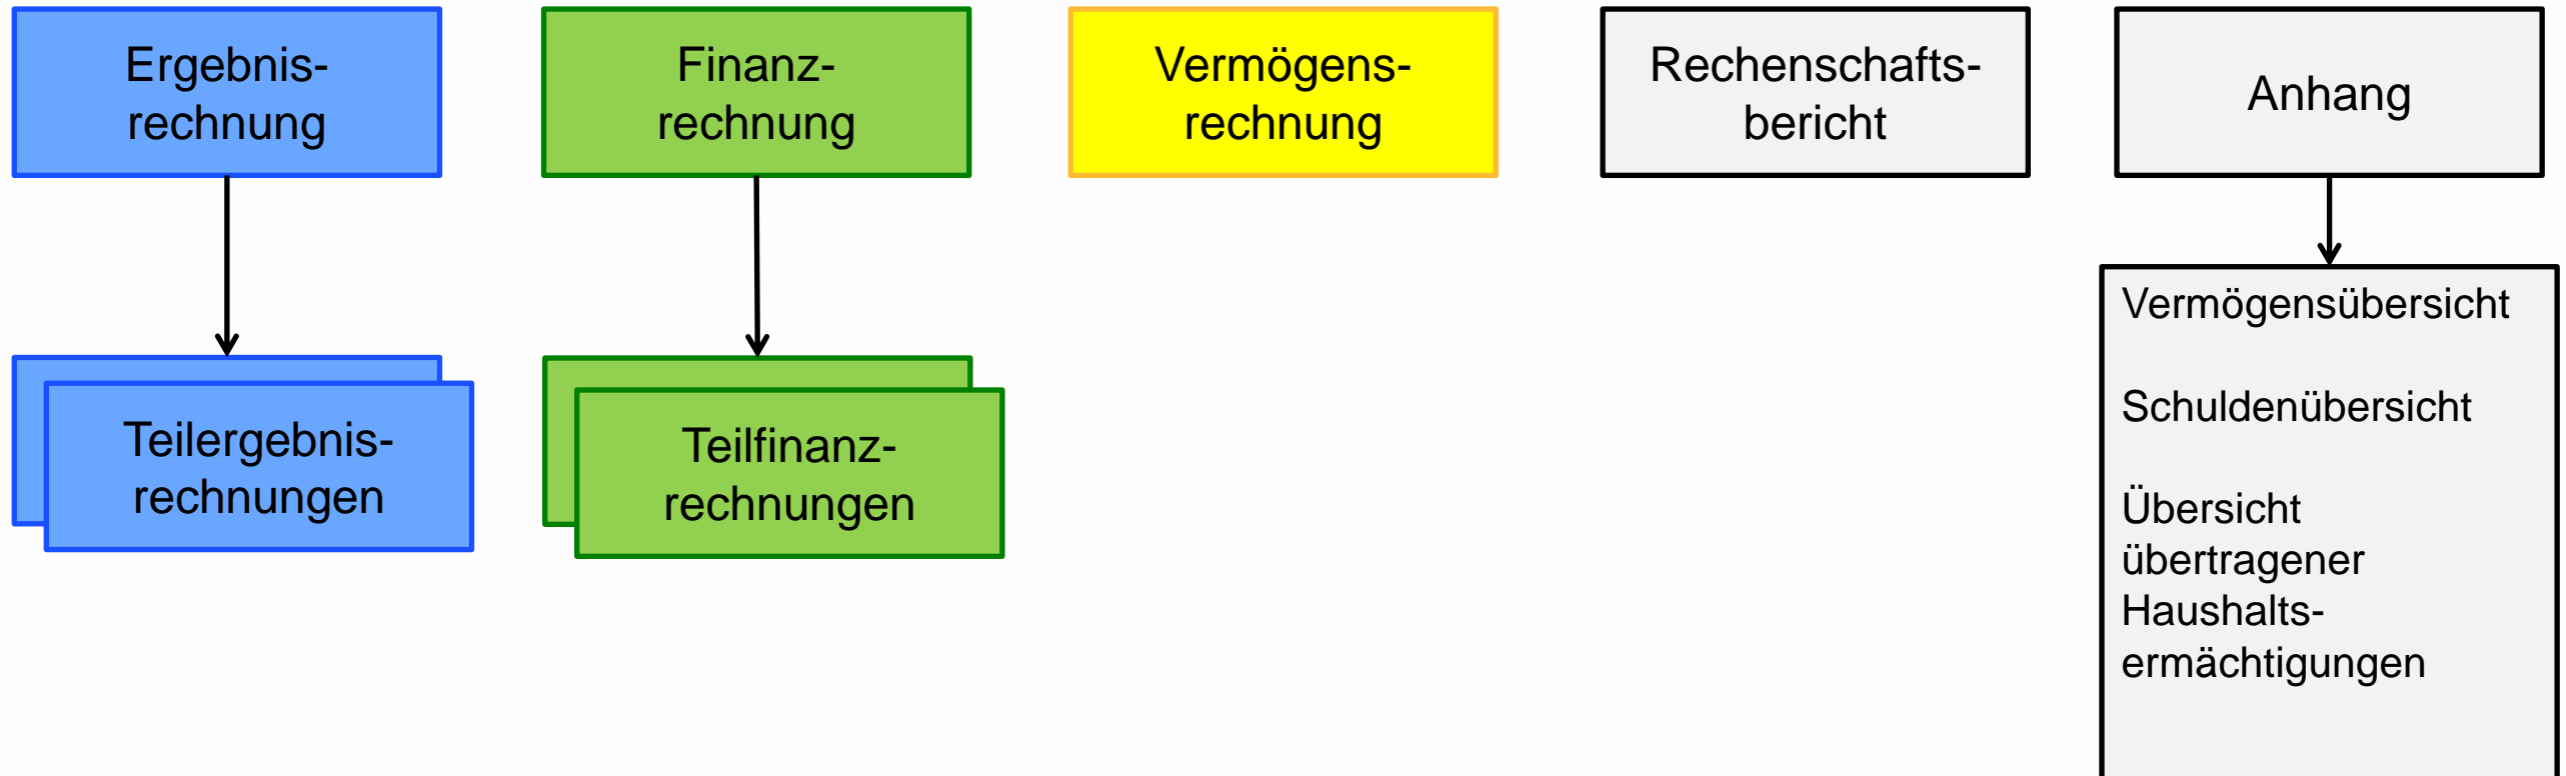 Ergebnis-
rechnung
Finanz-
rechnung
Vermögens-
rechnung
Rechenschafts-
bericht
Anhang
Teilergebnis-
rechnungen
Teilfinanz-
rechnungen
Vermögensübersicht
Schuldenübersicht
Übersicht
übertragener
Haushalts-
ermächtigungen